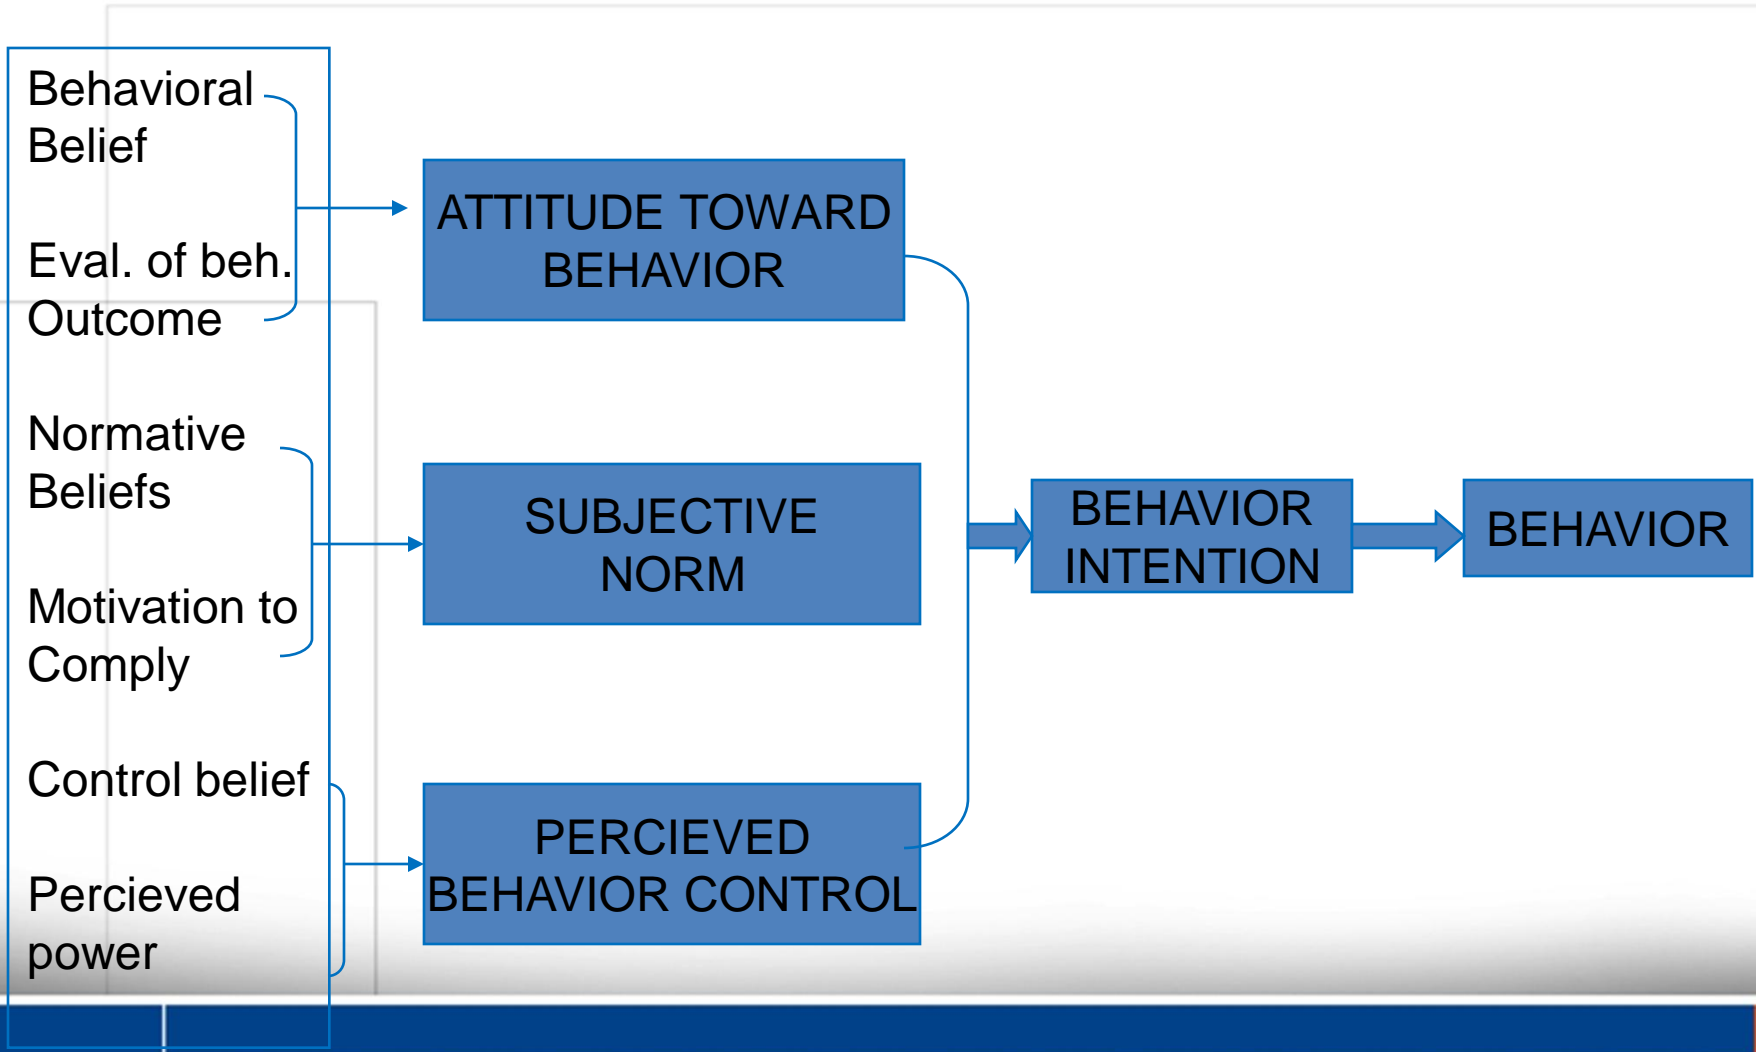 Behavioral
Belief
Eval. of beh.
Outcome
Normative
Beliefs
Motivation to
Comply
Control belief
Percieved
power
ATTITUDE TOWARD
BEHAVIOR
SUBJECTIVE
NORM
PERCIEVED
BEHAVIOR CONTROL
BEHAVIOR
INTENTION
BEHAVIOR